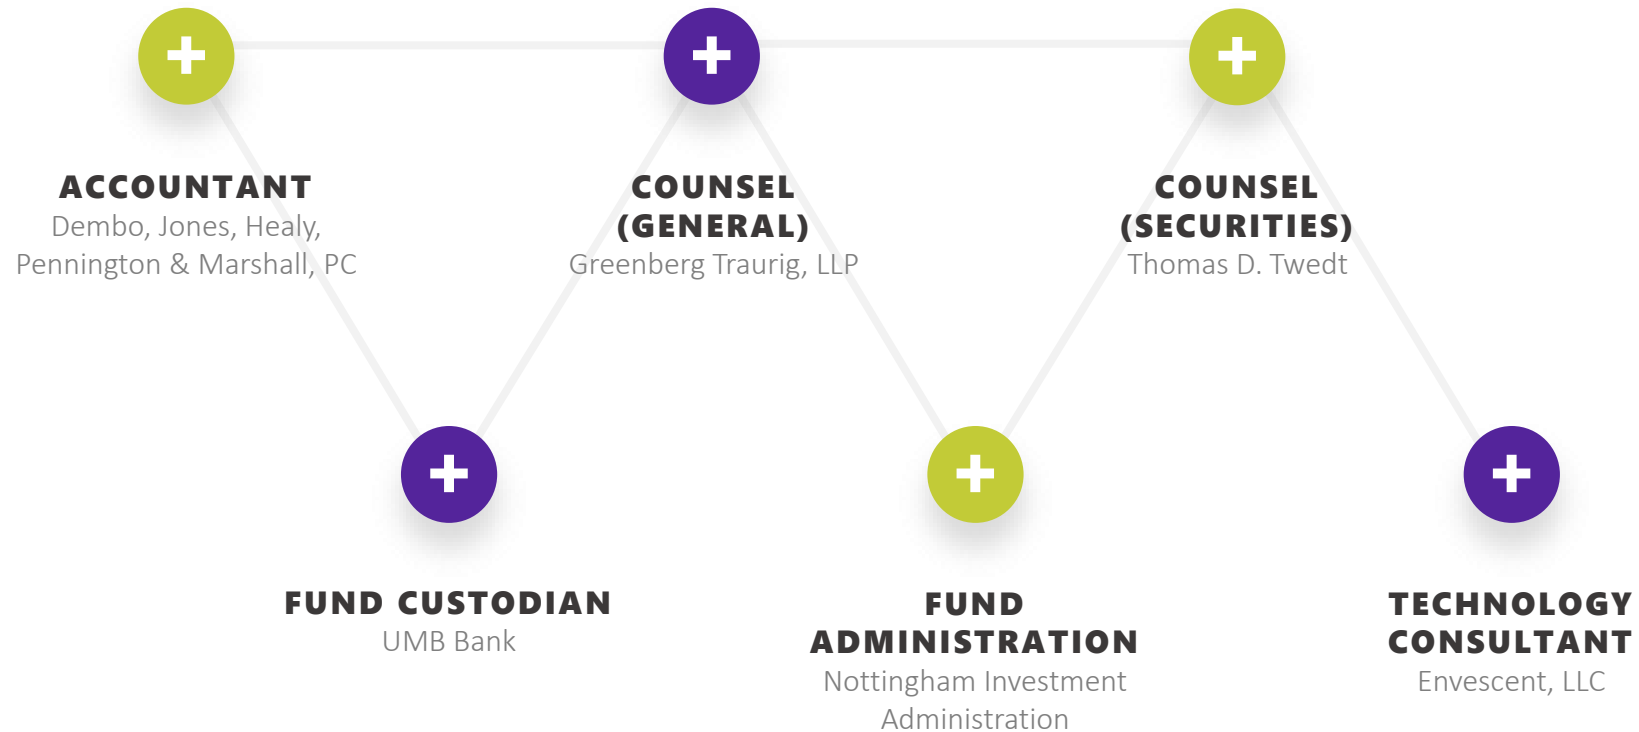 ACCOUNTANT
Dembo, Jones, Healy,
Pennington & Marshall, PC
COUNSEL
(GENERAL)
Greenberg Traurig, LLP
COUNSEL
(SECURITIES)
Thomas D. Twedt
FUND CUSTODIAN
UMB Bank
FUND
ADMINISTRATION
Nottingham Investment
Administration
TECHNOLOGY
CONSULTANT
Envescent, LLC